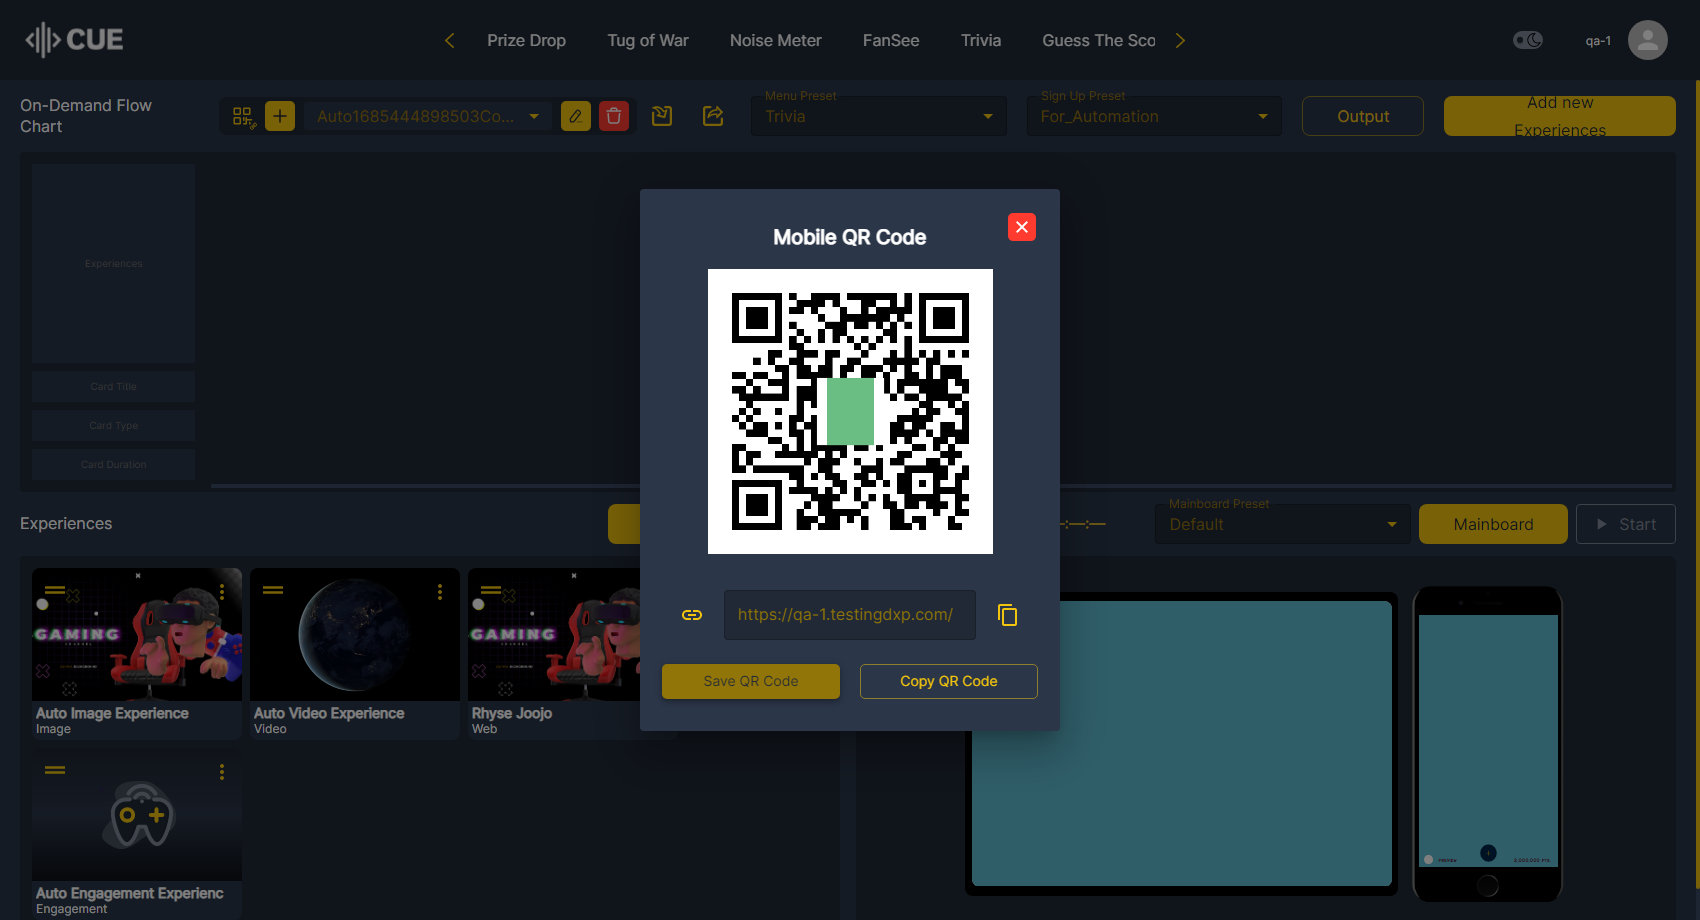 CUE
Prize Drop
Tug of War
Noise Meter
FanSee
Trivia
Guess The Sco
qa-1
On-Demand Flow
Chart
Auto1685444898503Co...
Menu Preset
Trivia
Sign Up Preset
For_Automation
Output
Add new
Experiences
Experiences
Card Title
Card Type
Card Duration
Mobile QR Code
https://qa-1.testingdxp.com/
Save QR Code
Copy QR Code
Experiences
Mainboard Preset
Default
Mainboard
Start
GAMING
Auto Image Experience
Image
Auto Video Experience
Video
GAMING
Rhyse Joojo
Web
Auto Engagement Experienc
Engagement
PREVIEW